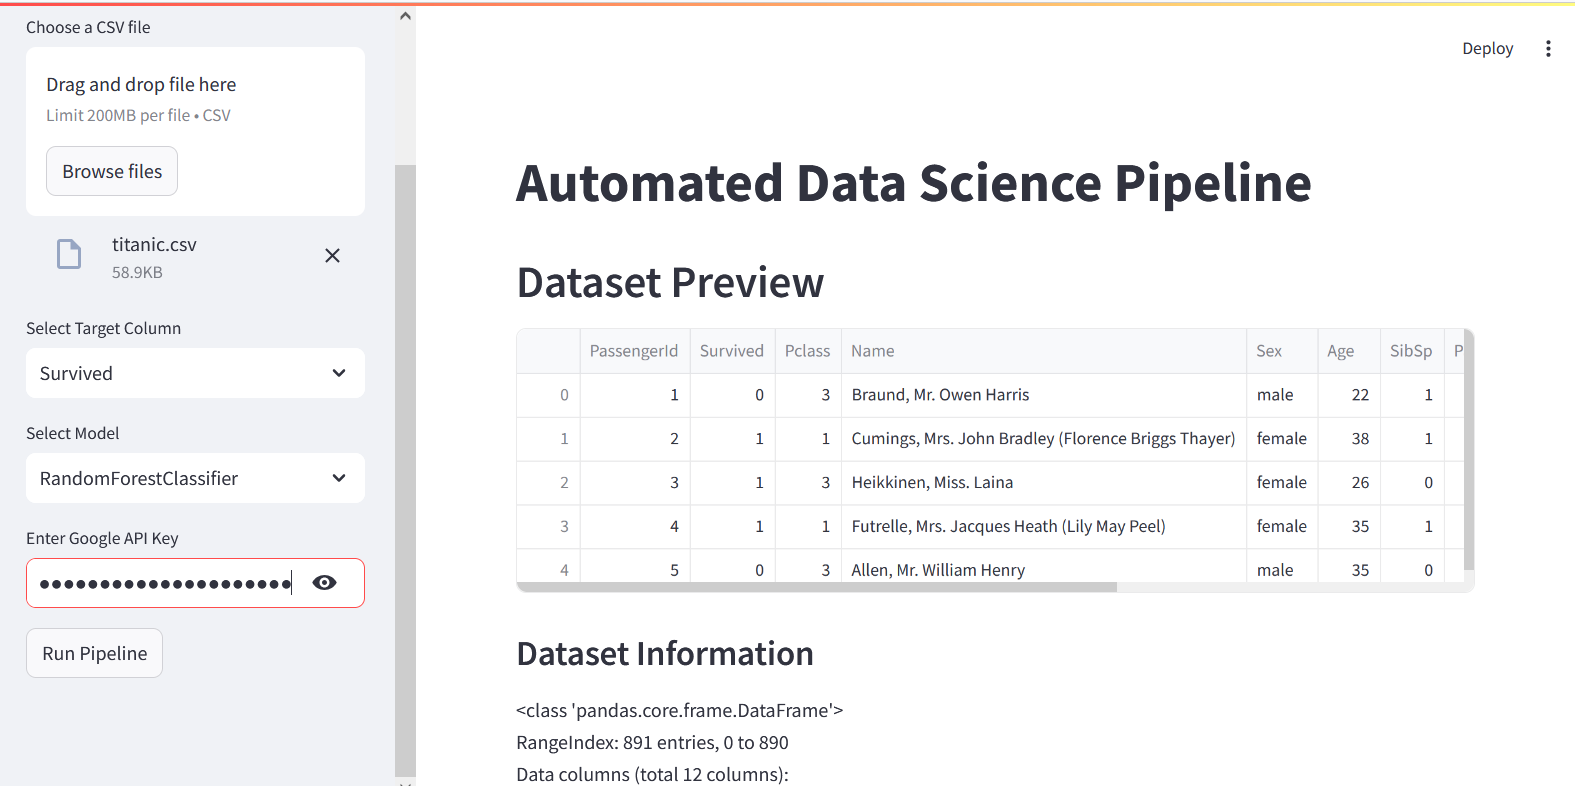 Choose a CSV file
Drag and drop file here
Limit 200MB per file • CSV
Browse files
titanic.csv
58.9KB
Select Target Column
Survived
Select Model
RandomForestClassifier
Enter Google API Key
●●●●●●●●●●●●●●●●●●●●●
Run Pipeline
Deploy
Automated Data Science Pipeline
Dataset Preview
PassengerId Survived Pclass Name Sex Age SibSp P
0 1 0 3 Braund, Mr. Owen Harris male 22 1
1 2 1 1 Cumings, Mrs. John Bradley (Florence Briggs Thayer) female 38 1
2 3 1 3 Heikkinen, Miss. Laina female 26 0
3 4 1 1 Futrelle, Mrs. Jacques Heath (Lily May Peel) female 35 1
4 5 0 3 Allen, Mr. William Henry male 35 0
Dataset Information
<class 'pandas.core.frame.DataFrame'>
RangeIndex: 891 entries, 0 to 890
Data columns (total 12 columns):